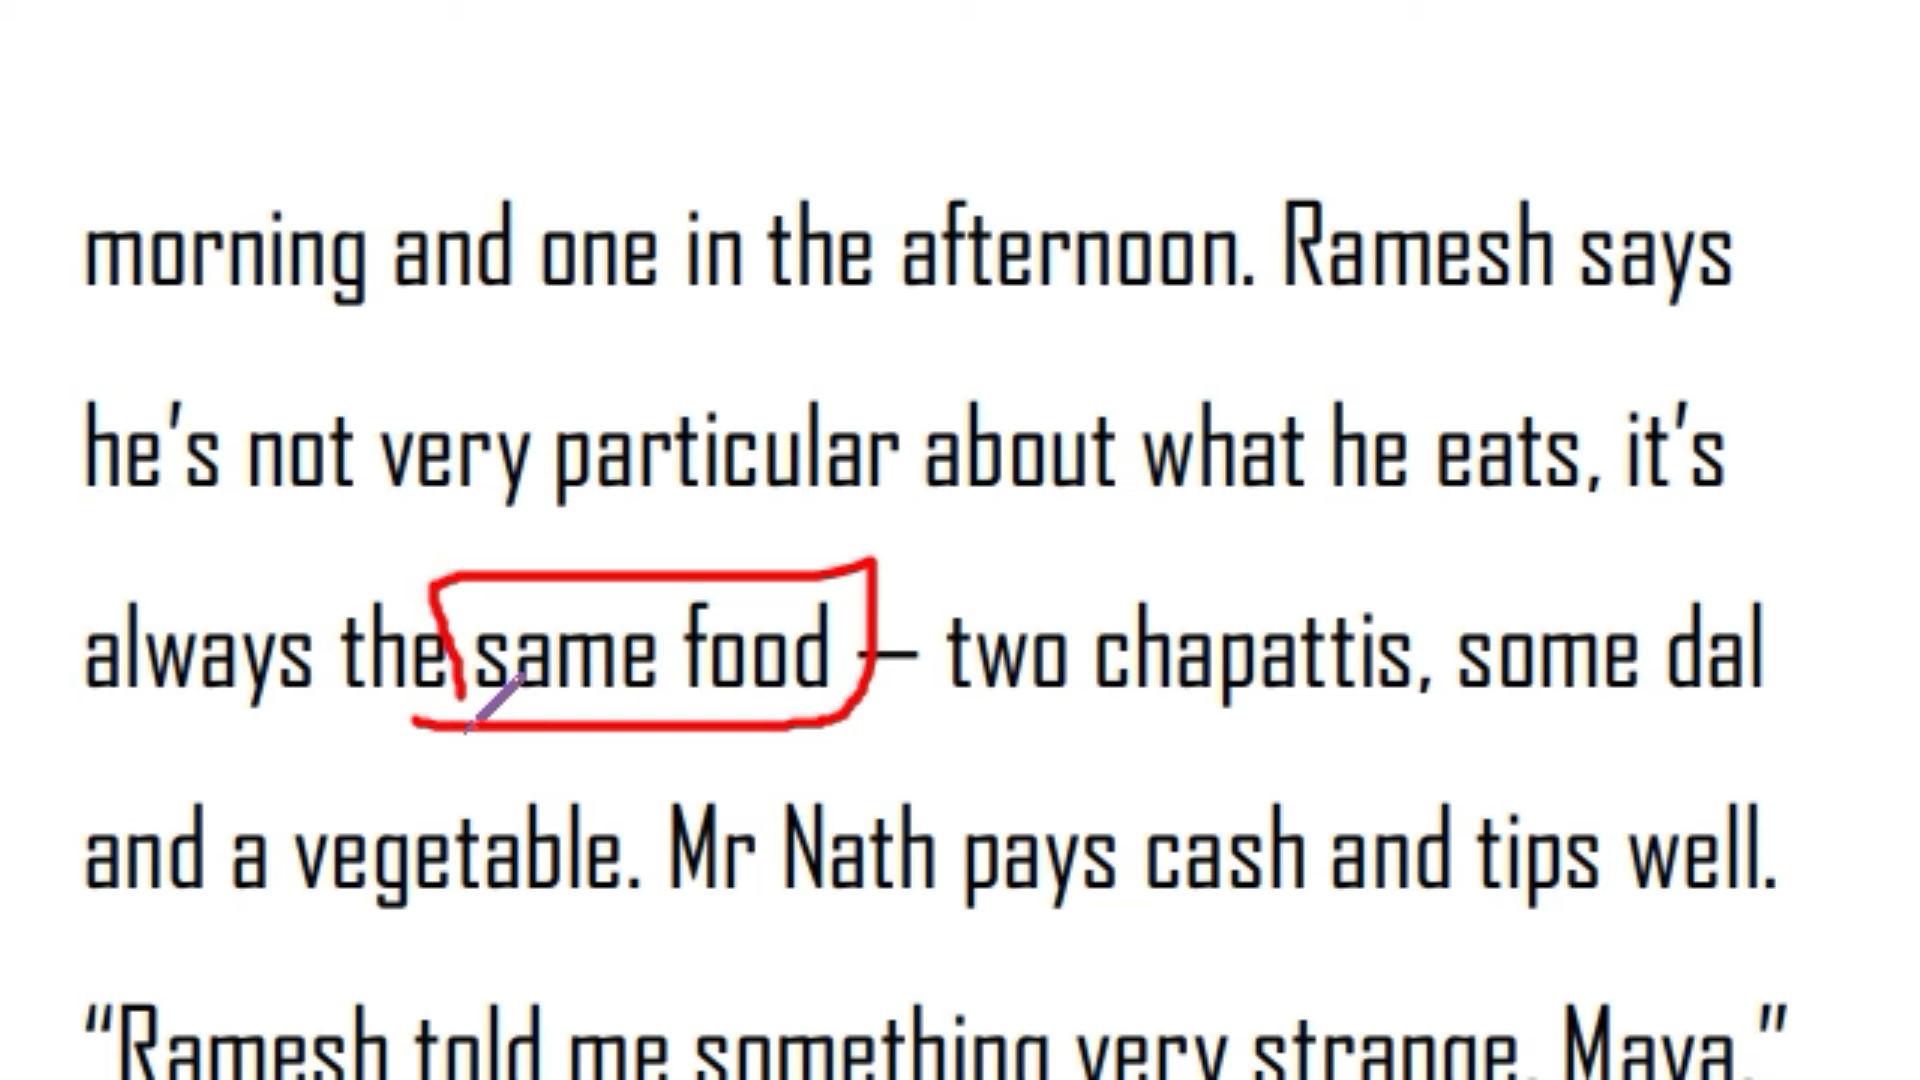 morning and one in the afternoon. Ramesh says
he’s not very particular about what he eats, it’s
always the same food – two chapattis, some dal
and a vegetable. Mr Nath pays cash and tips well.
“Ramesh told me something very strange, Maya.”